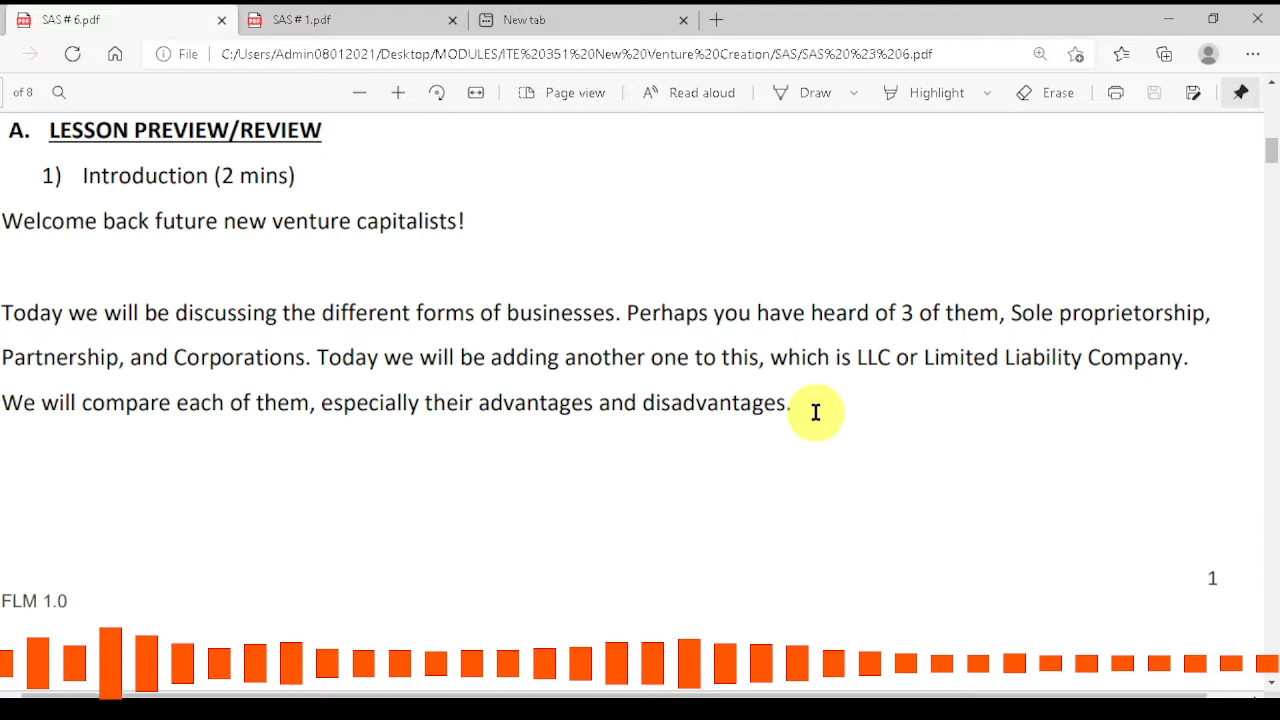 SAS # 6.pdf
SAS # 1.pdf
New tab
File
C:/Users/Admin08012021/Desktop/MODULES/ITE%20351%20New%20Venture%20Creation/SAS/SAS%20%23%206.pdf
of 8
Page view
Read aloud
Draw
Highlight
Erase
A. LESSON PREVIEW/REVIEW
1) Introduction (2 mins)
Welcome back future new venture capitalists!
Today we will be discussing the different forms of businesses. Perhaps you have heard of 3 of them, Sole proprietorship,
Partnership, and Corporations. Today we will be adding another one to this, which is LLC or Limited Liability Company.
We will compare each of them, especially their advantages and disadvantages.
1
FLM 1.0